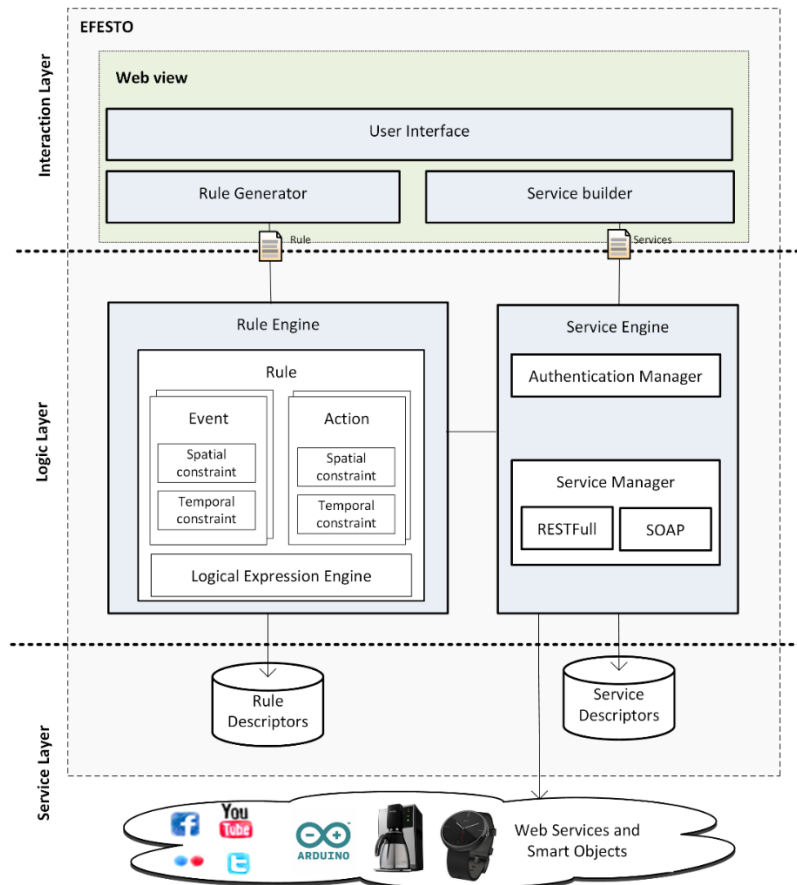 EFESTO
Interaction Layer
Web view
User Interface
Rule Generator
Service builder
Rule
Services
Logic Layer
Rule Engine
Rule
Event
Spatial
constraint
Temporal
constraint
Action
Spatial
constraint
Temporal
constraint
Logical Expression Engine
Service Engine
Authentication Manager
Service Manager
RESTFull
SOAP
Service Layer
Rule
Descriptors
Service
Descriptors
f
You
Tube
t
ARDUINO
Web Services and
Smart Objects